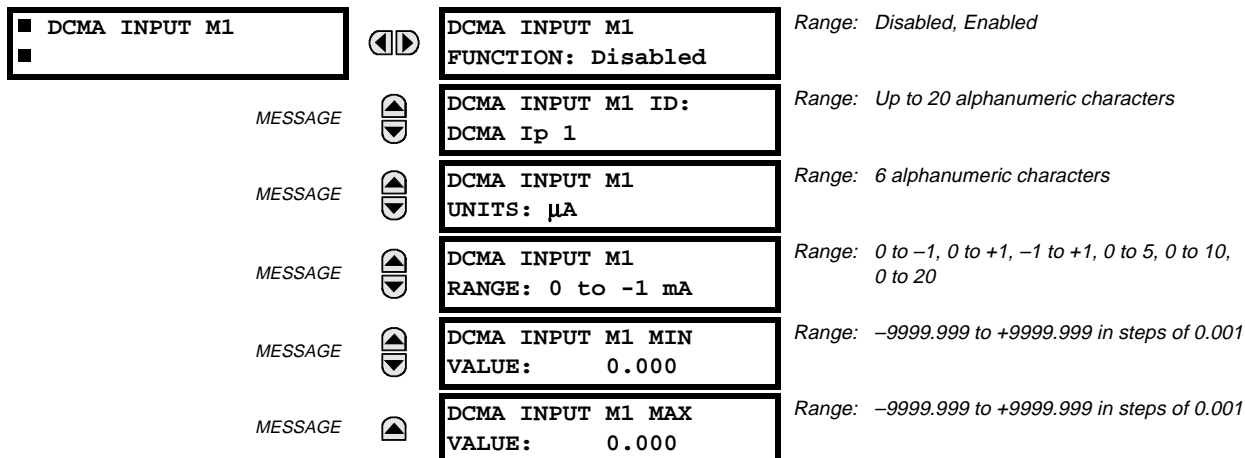 ■ DCMA INPUT M1
■
DCMA INPUT M1
FUNCTION: Disabled
Range: Disabled, Enabled
MESSAGE
DCMA INPUT M1 ID:
DCMA Ip 1
Range: Up to 20 alphanumeric characters
MESSAGE
DCMA INPUT M1
UNITS: μA
Range: 6 alphanumeric characters
MESSAGE
DCMA INPUT M1
RANGE: 0 to -1 mA
Range: 0 to –1, 0 to +1, –1 to +1, 0 to 5, 0 to 10,
0 to 20
MESSAGE
DCMA INPUT M1 MIN
VALUE: 0.000
Range: –9999.999 to +9999.999 in steps of 0.001
MESSAGE
DCMA INPUT M1 MAX
VALUE: 0.000
Range: –9999.999 to +9999.999 in steps of 0.001